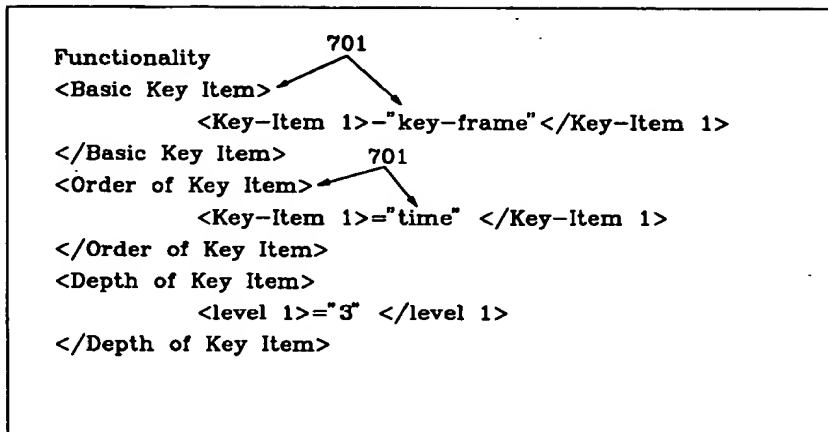 701
Functionality
<Basic Key Item>
<Key-Item 1>-"key-frame"</Key-Item 1>
</Basic Key Item>
701
<Order of Key Item>
<Key-Item 1>="time" </Key-Item 1>
</Order of Key Item>
<Depth of Key Item>
<level 1>="3" </level 1>
</Depth of Key Item>